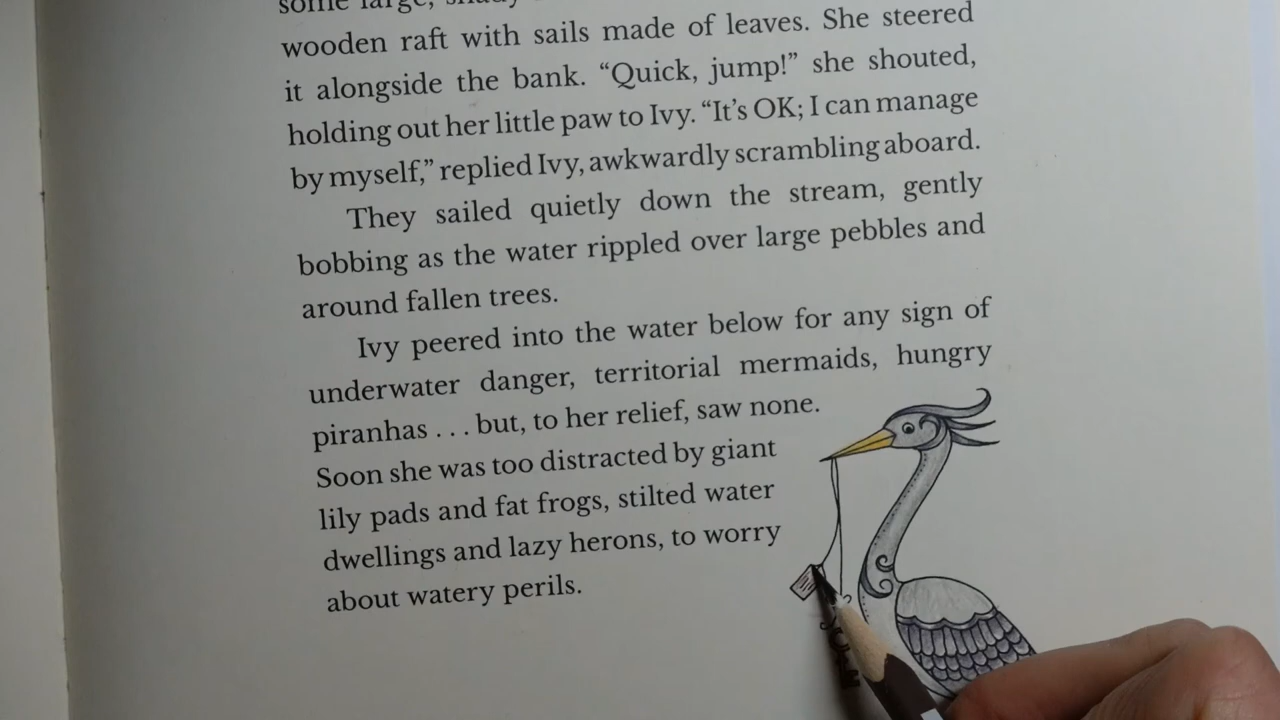 some large, shady
wooden raft with sails made of leaves. She steered
it alongside the bank. “Quick, jump!” she shouted,
holding out her little paw to Ivy. “It’s OK; I can manage
by myself,” replied Ivy, awkwardly scrambling aboard.
They sailed quietly down the stream, gently
bobbing as the water rippled over large pebbles and
around fallen trees.
Ivy peered into the water below for any sign of
underwater danger, territorial mermaids, hungry
piranhas . . . but, to her relief, saw none.
Soon she was too distracted by giant
lily pads and fat frogs, stilted water
dwellings and lazy herons, to worry
about watery perils.